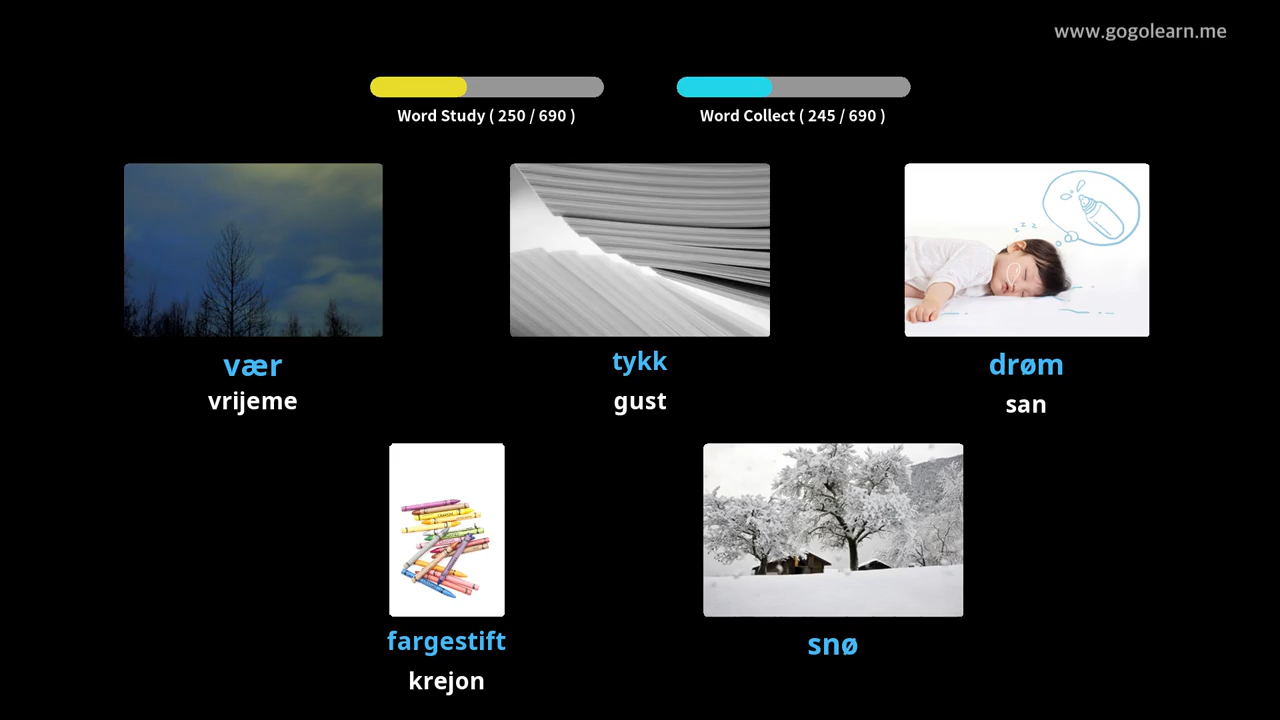 www.gogolearn.me
Word Study ( 250 / 690 )
Word Collect ( 245 / 690 )
vær
vrijeme
tykk
gust
drøm
san
fargestift
krejon
snø